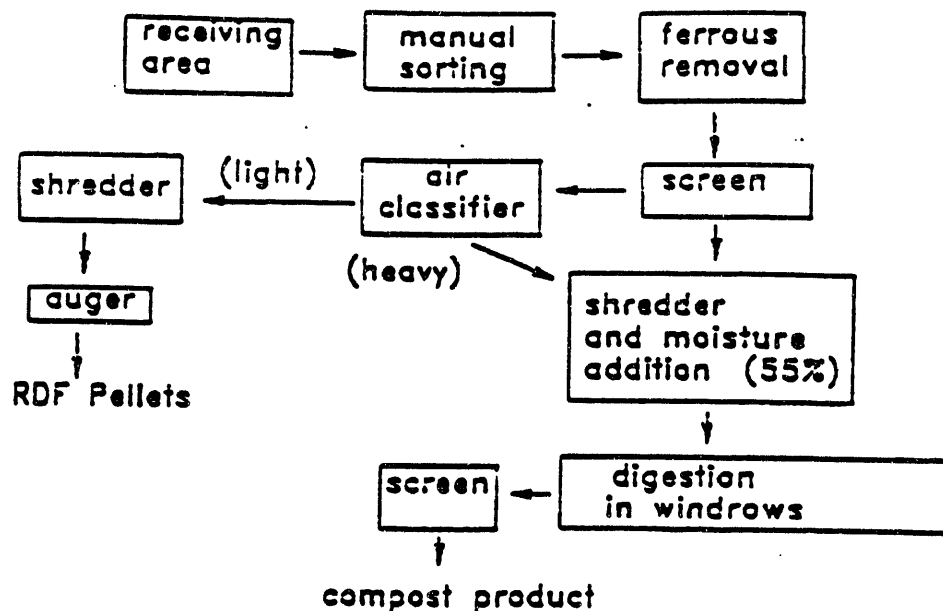 receiving
area
manual
sorting
ferrous
removal
shredder
(light)
air
classifier
screen
(heavy)
auger
shredder
and moisture
addition (55%)
RDF Pellets
screen
digestion
in windrows
compost product